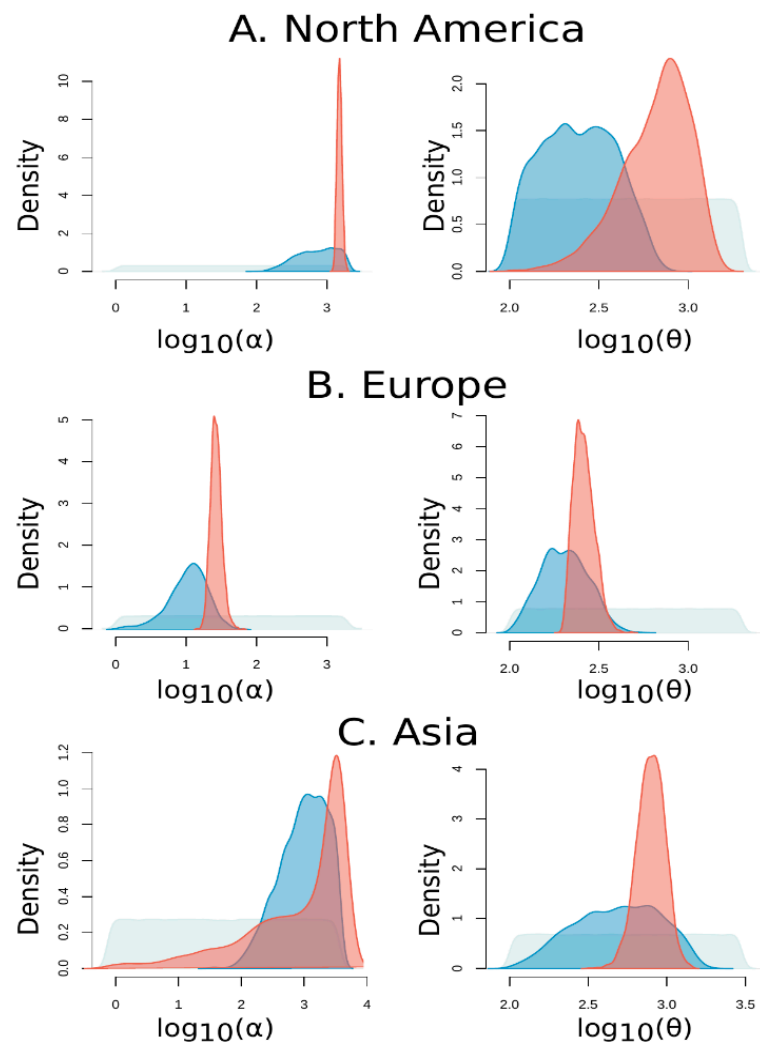 A. North America
Density
0 2 4 6 8 10
0 1 2 3
log10(α)
Density
0.0 0.5 1.0 1.5 2.0
2.0 2.5 3.0
log10(θ)
B. Europe
Density
0 1 2 3 4 5
0 1 2 3
log10(α)
Density
0 1 2 3 4 5 6 7
2.0 2.5 3.0
log10(θ)
C. Asia
Density
0.0 0.2 0.4 0.6 0.8 1.0 1.2
0 1 2 3 4
log10(α)
Density
0 1 2 3 4
2.0 2.5 3.0 3.5
log10(θ)